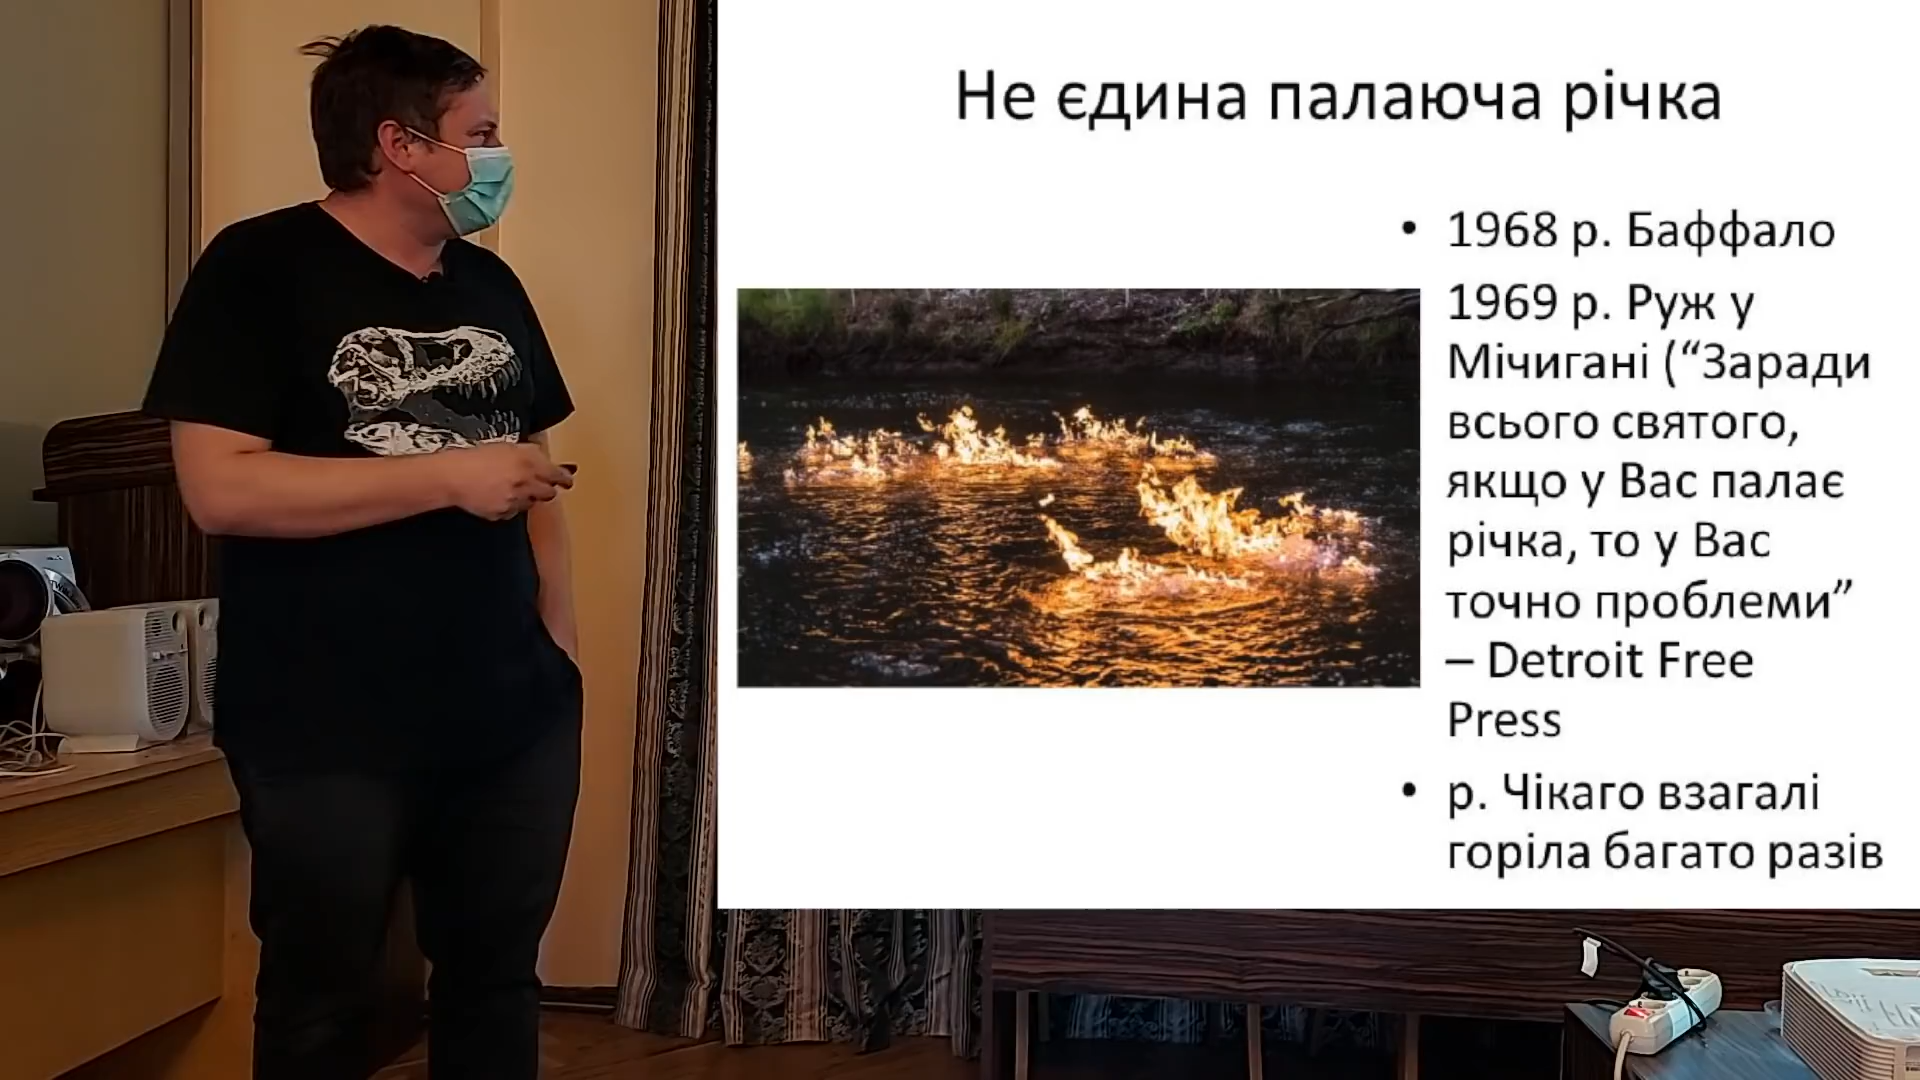 Не єдина палаюча річка
• 1968 р. Баффало
1969 р. Руж у
Мічигані (“Заради
всього святого,
якщо у Вас палає
річка, то у Вас
точно проблеми”
– Detroit Free
Press
• р. Чікаго взагалі
горіла багато разів